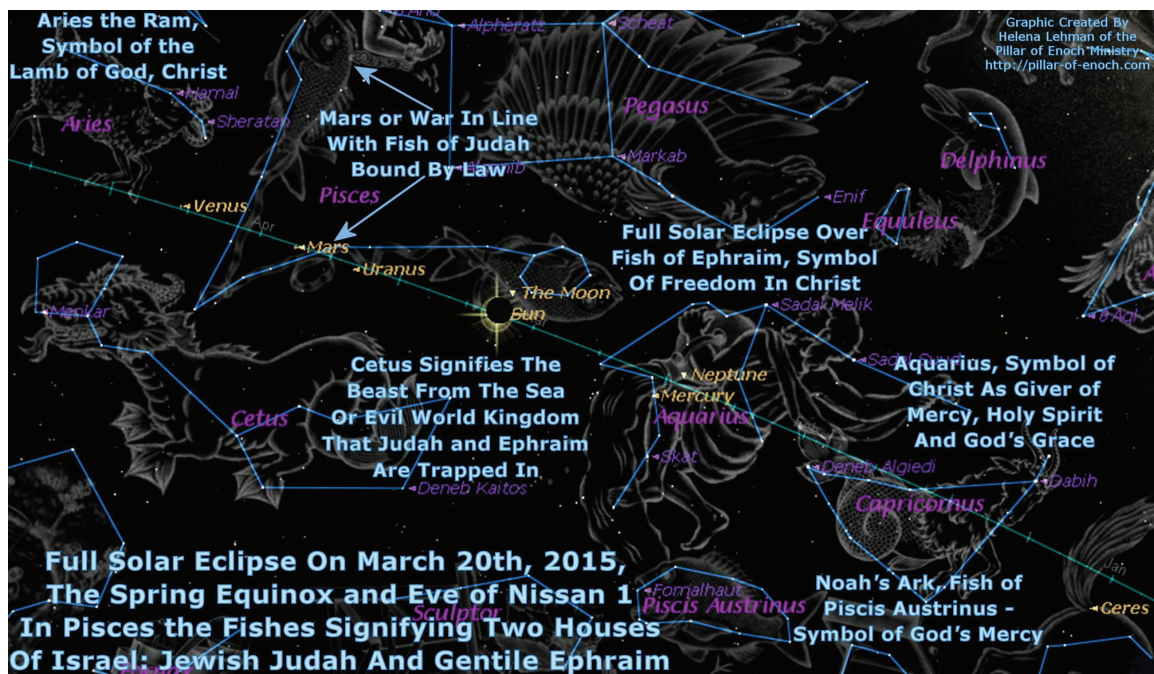 Aries the Ram,
Symbol of the
Lamb of God, Christ
Graphic Created By
Helena Lehman of the
Pillar of Enoch Ministry
http://pillar-of-enoch.com
Alpheratz
Scheat
Hamal
Sheratan
Aries
Mars or War In Line
With Fish of Judah
Bound By Law
Pegasus
Markab
Delphinus
Pisces
Enif
Equuleus
Venus
Apr
Mars
Uranus
Full Solar Eclipse Over
Fish of Ephraim, Symbol
Of Freedom In Christ
The Moon
Sun
Menkar
Sadal Melik
θ Aql
Cetus Signifies The
Beast From The Sea
Or Evil World Kingdom
That Judah and Ephraim
Are Trapped In
Neptune
Mercury
Aquarius
Aquarius, Symbol of
Christ As Giver of
Mercy, Holy Spirit
And God's Grace
Cetus
Skat
Deneb Algiedi
Dabih
Deneb Kaitos
Capricornus
Full Solar Eclipse On March 20th, 2015,
The Spring Equinox and Eve of Nissan 1
In Pisces the Fishes Signifying Two Houses
Of Israel: Jewish Judah And Gentile Ephraim
Sculptor
Fomalhaut
Piscis Austrinus
Noah's Ark, Fish of
Piscis Austrinus -
Symbol of God's Mercy
Jan
Ceres